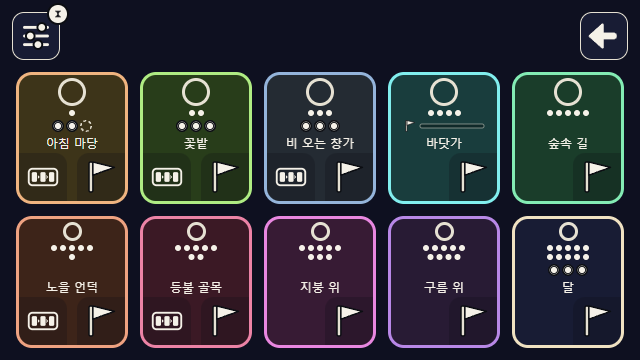 아침 마당
꽃밭
비 오는 창가
바닷가
숲속 길
노을 언덕
등불 골목
지붕 위
구름 위
달